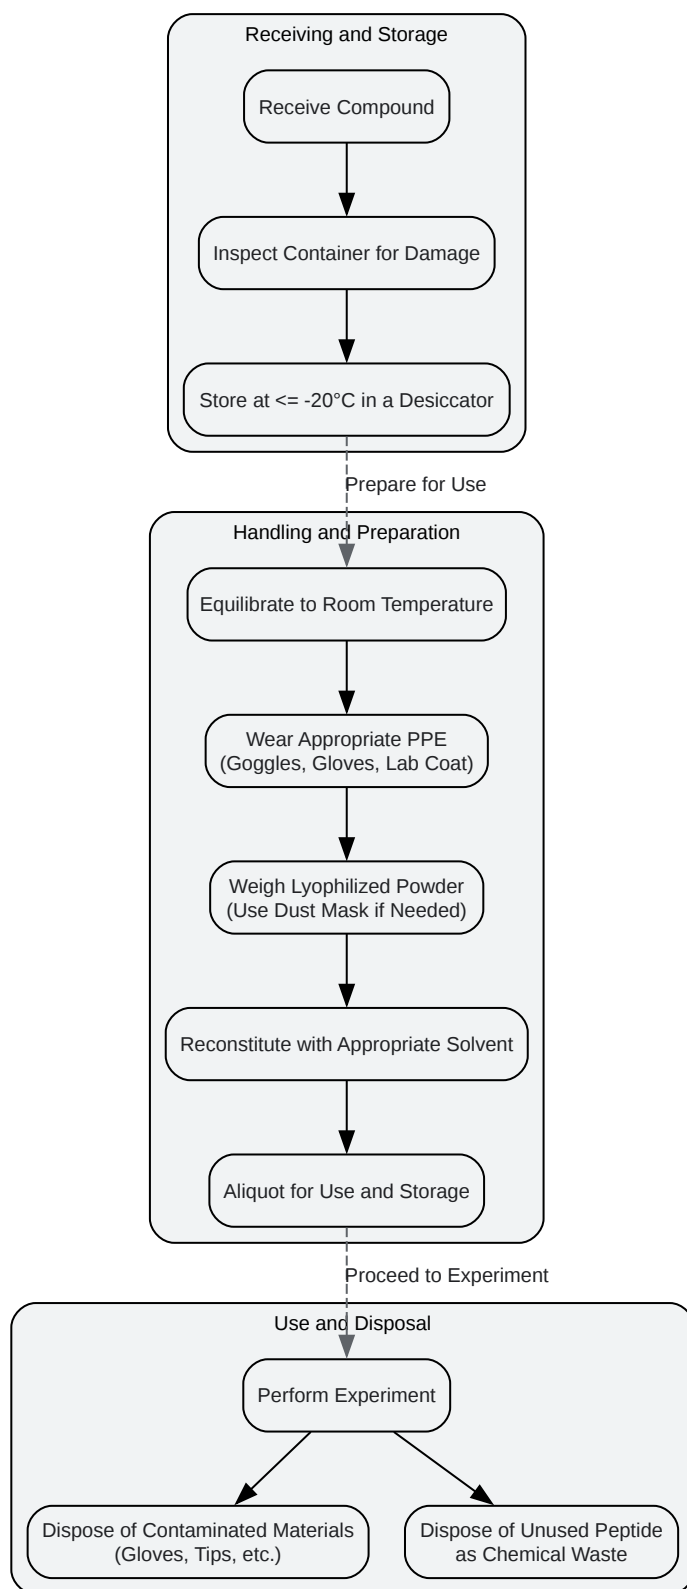 Receiving and Storage
Receive Compound
Inspect Container for Damage
Store at <= -20°C in a Desiccator
Prepare for Use
Handling and Preparation
Equilibrate to Room Temperature
Wear Appropriate PPE
(Goggles, Gloves, Lab Coat)
Weigh Lyophilized Powder
(Use Dust Mask if Needed)
Reconstitute with Appropriate Solvent
Aliquot for Use and Storage
Proceed to Experiment
Use and Disposal
Perform Experiment
Dispose of Contaminated Materials
(Gloves, Tips, etc.)
Dispose of Unused Peptide
as Chemical Waste